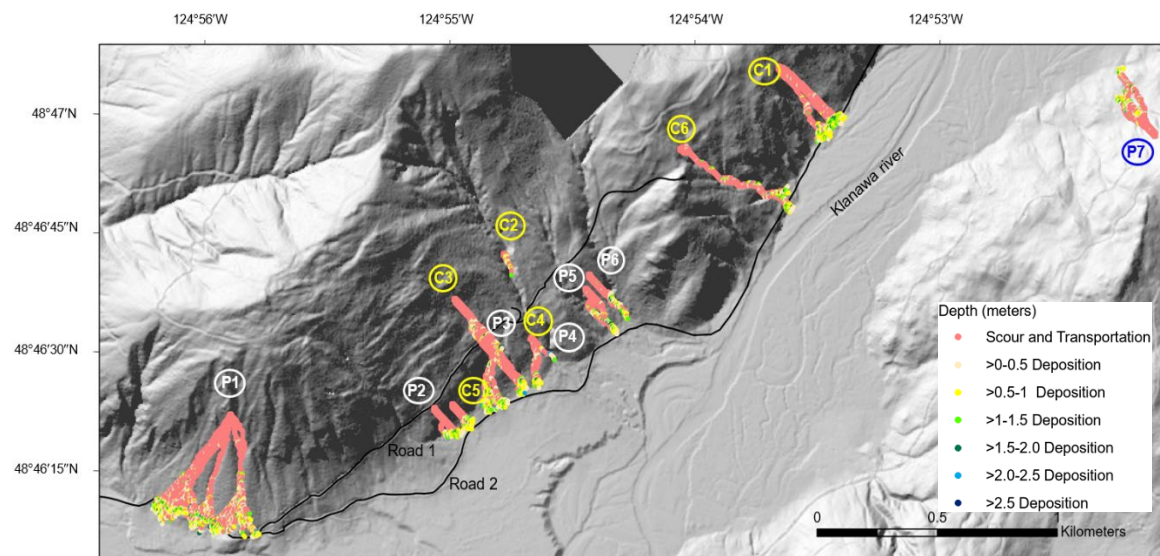 124°56'W 124°55'W 124°54'W 124°53'W
48°47'
48°46'45
48°46'30
48°46'15
C1
C6
P7
Klanawa river
C2
P6
P5
C3
P3
C4
P4
P1
P2
C5
Road 1
Road 2
Depth (meters)
Scour and Transportation
>0-0.5 Deposition
>0.5-1 Deposition
>1-1.5 Deposition
>1.5-2.0 Deposition
>2.0-2.5 Deposition
>2.5 Deposition
0 0.5 1
Kilometers